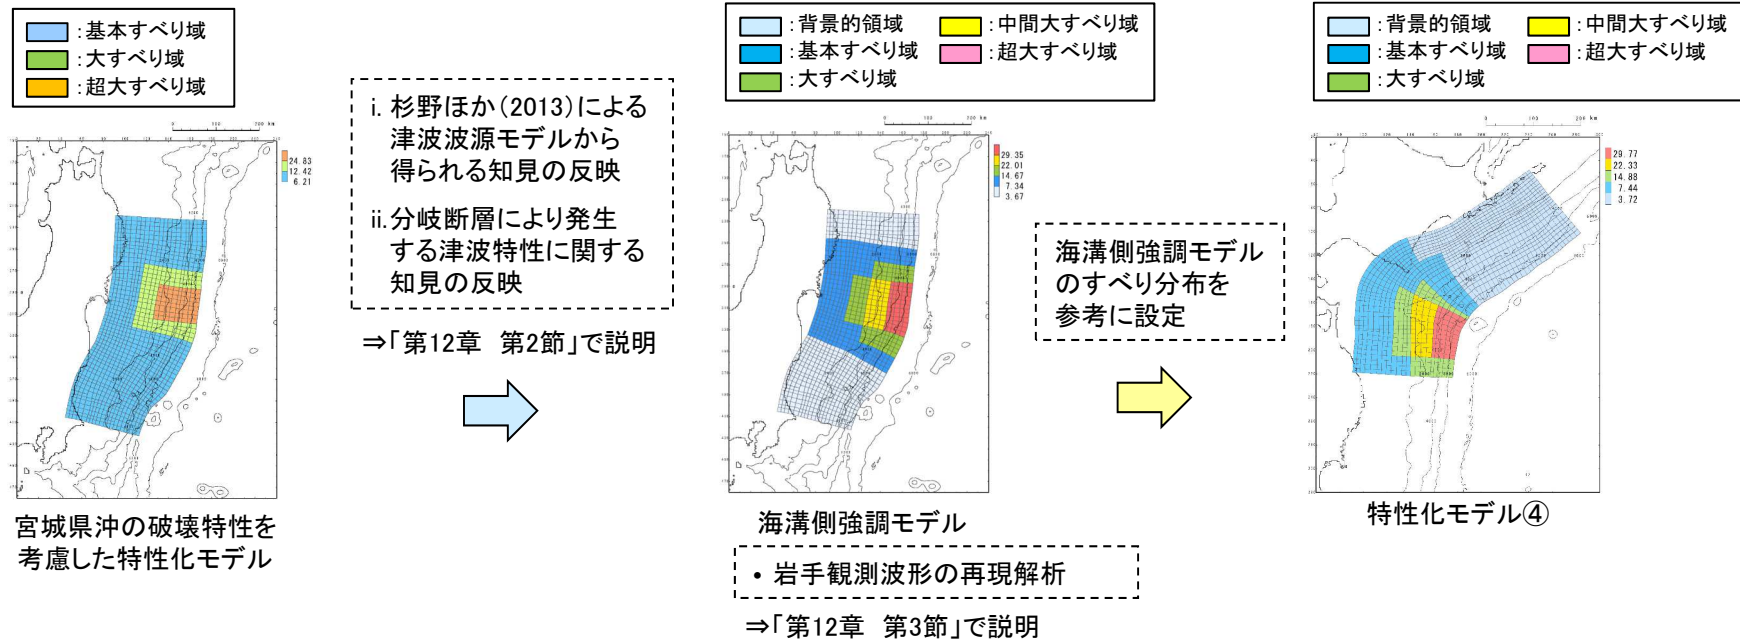 ：基本すべり域
：大すべり域
：超大すべり域
24.83
12.42
6.21
宮城県沖の破壊特性を
考慮した特性化モデル
i. 杉野ほか（2013）による
津波波源モデルから
得られる知見の反映
ii.分岐断層により発生
する津波特性に関する
知見の反映
⇒「第12章　第2節」で説明
：背景的領域
：中間大すべり域
：基本すべり域
：超大すべり域
：大すべり域
29.35
22.01
14.67
7.34
3.67
海溝側強調モデル
• 岩手観測波形の再現解析
⇒「第12章　第3節」で説明
海溝側強調モデル
のすべり分布を
参考に設定
：背景的領域
：中間大すべり域
：基本すべり域
：超大すべり域
：大すべり域
29.77
22.33
14.88
7.44
3.72
特性化モデル④